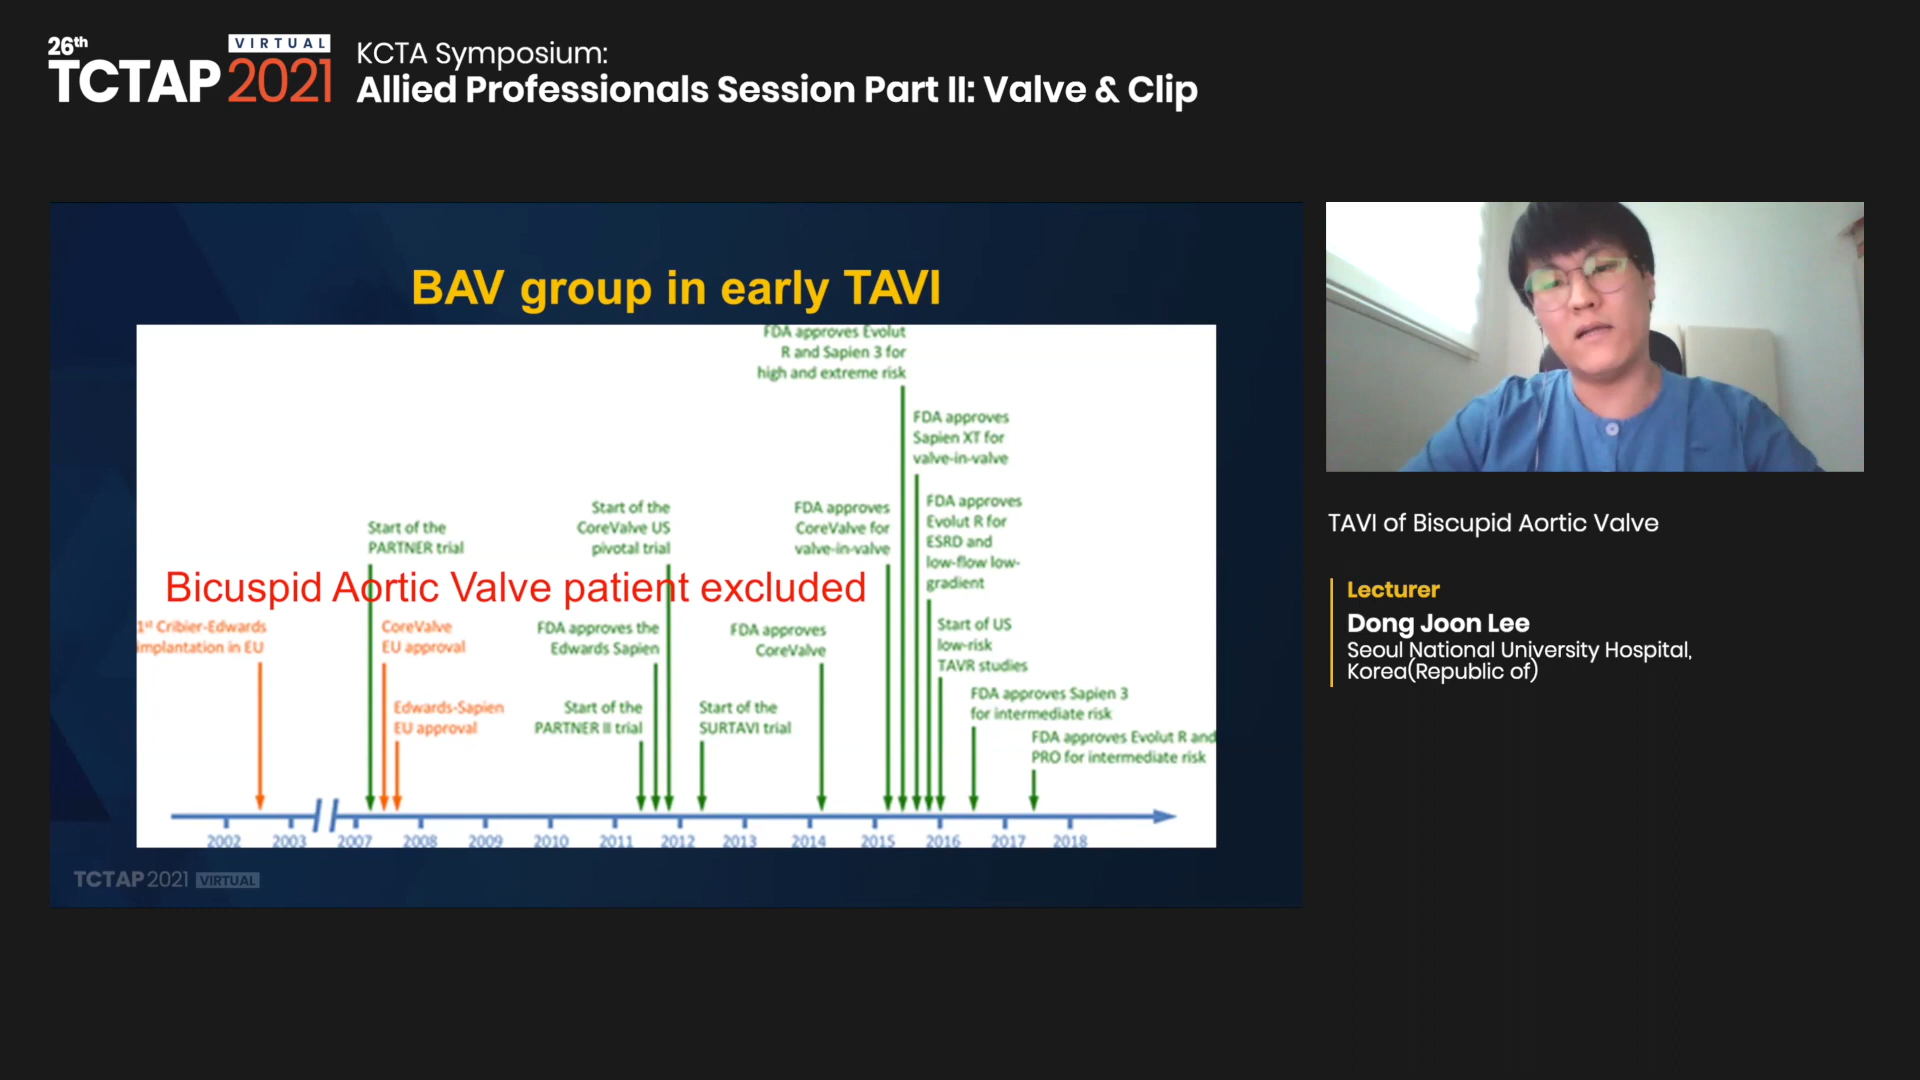 26th
VIRTUAL
TCTAP 2021
KCTA Symposium:
Allied Professionals Session Part II: Valve & Clip
BAV group in early TAVI
FDA approves Evolut
R and Sapien 3 for
high and extreme risk
FDA approves
Sapien XT for
valve-in-valve
Start of the
PARTNER trial
Start of the
CoreValve US
pivotal trial
FDA approves
CoreValve for
valve-in-valve
FDA approves
Evolut R for
ESRD and
low-flow low-
gradient
Bicuspid Aortic Valve patient excluded
1st Cribier-Edwards
implantation in EU
CoreValve
EU approval
FDA approves the
Edwards Sapien
FDA approves
CoreValve
Start of US
low-risk
TAVR studies
Edwards-Sapien
EU approval
Start of the
PARTNER II trial
Start of the
SURTAVI trial
FDA approves Sapien 3
for intermediate risk
FDA approves Evolut R and
PRO for intermediate risk
2002 2003 2007 2008 2009 2010 2011 2012 2013 2014 2015 2016 2017 2018
TCTAP 2021 VIRTUAL
TAVI of Biscupid Aortic Valve
Lecturer
Dong Joon Lee
Seoul National University Hospital,
Korea(Republic of)